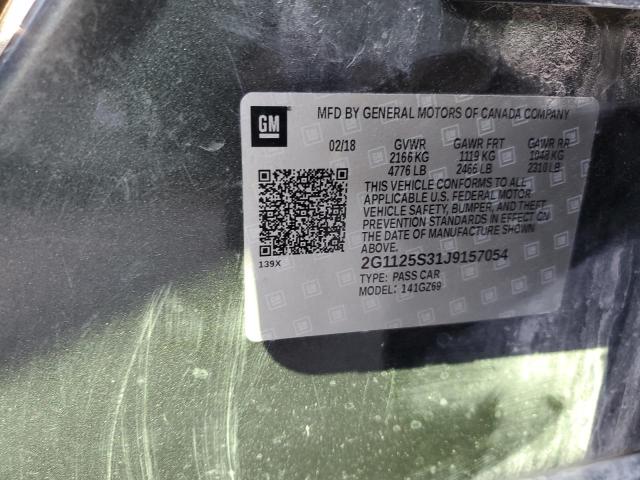 GM
MFD BY GENERAL MOTORS OF CANADA COMPANY
02/18 GVWR GAWR FRT GAWR RR
2166 KG 1119 KG 1048 KG
4776 LB 2466 LB 2310 LB
THIS VEHICLE CONFORMS TO ALL
APPLICABLE U.S. FEDERAL MOTOR
VEHICLE SAFETY, BUMPER, AND THEFT
PREVENTION STANDARDS IN EFFECT ON
THE DATE OF MANUFACTURE SHOWN
ABOVE.
139X
2G1125S31J9157054
TYPE: PASS CAR
MODEL: 141GZ69